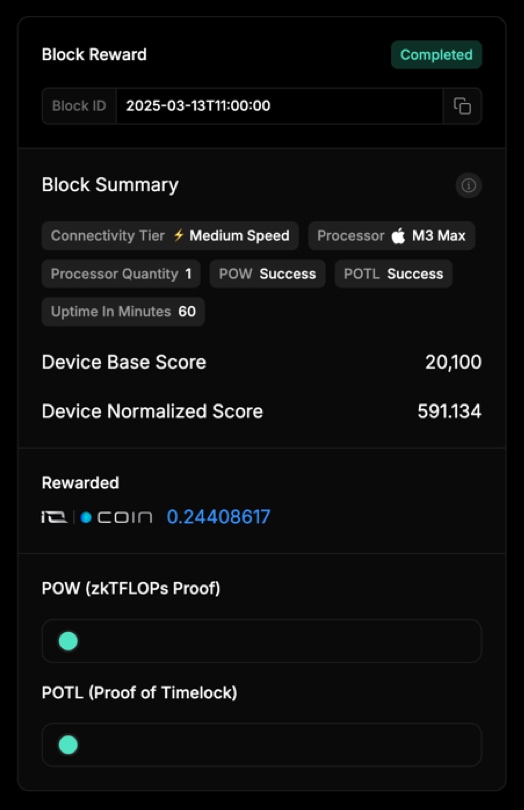 Block Reward Completed
Block ID 2025-03-13T11:00:00
Block Summary
Connectivity Tier ⚡ Medium Speed Processor M3 Max
Processor Quantity 1 POW Success POTL Success
Uptime In Minutes 60
Device Base Score 20,100
Device Normalized Score 591.134
Rewarded
IO | COIN 0.24408617
POW (zkTFLOPs Proof)
POTL (Proof of Timelock)